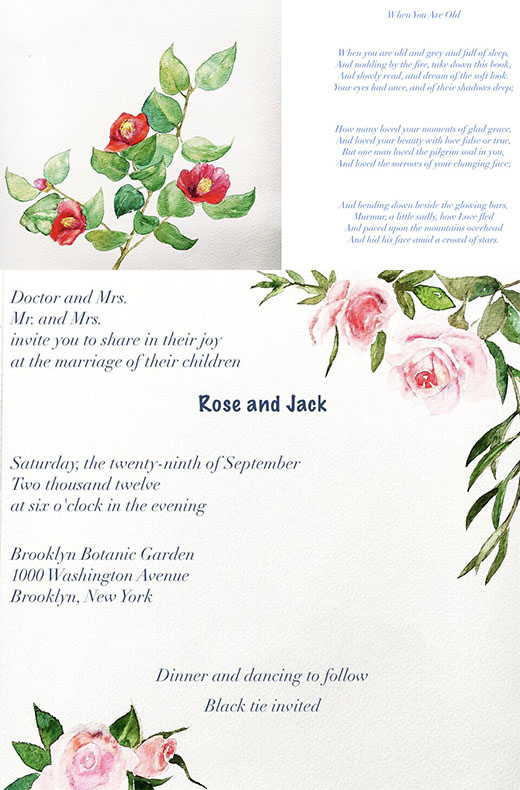 When You Are Old
When you are old and grey and full of sleep,
And nodding by the fire, take down this book,
And slowly read, and dream of the soft look.
Your eyes had once, and of their shadows deep;
How many loved your moments of glad grace,
And loved your beauty with love false or true,
But one man loved the pilgrim soul in you,
And loved the sorrows of your changing face;
And bending down beside the glowing bars,
Murmur, a little sadly, how Love fled
And paced upon the mountains overhead
And hid his face amid a crowd of stars.
Doctor and Mrs.
Mr. and Mrs.
invite you to share in their joy
at the marriage of their children
Rose and Jack
Saturday, the twenty-ninth of September
Two thousand twelve
at six o'clock in the evening
Brooklyn Botanic Garden
1000 Washington Avenue
Brooklyn, New York
Dinner and dancing to follow
Black tie invited